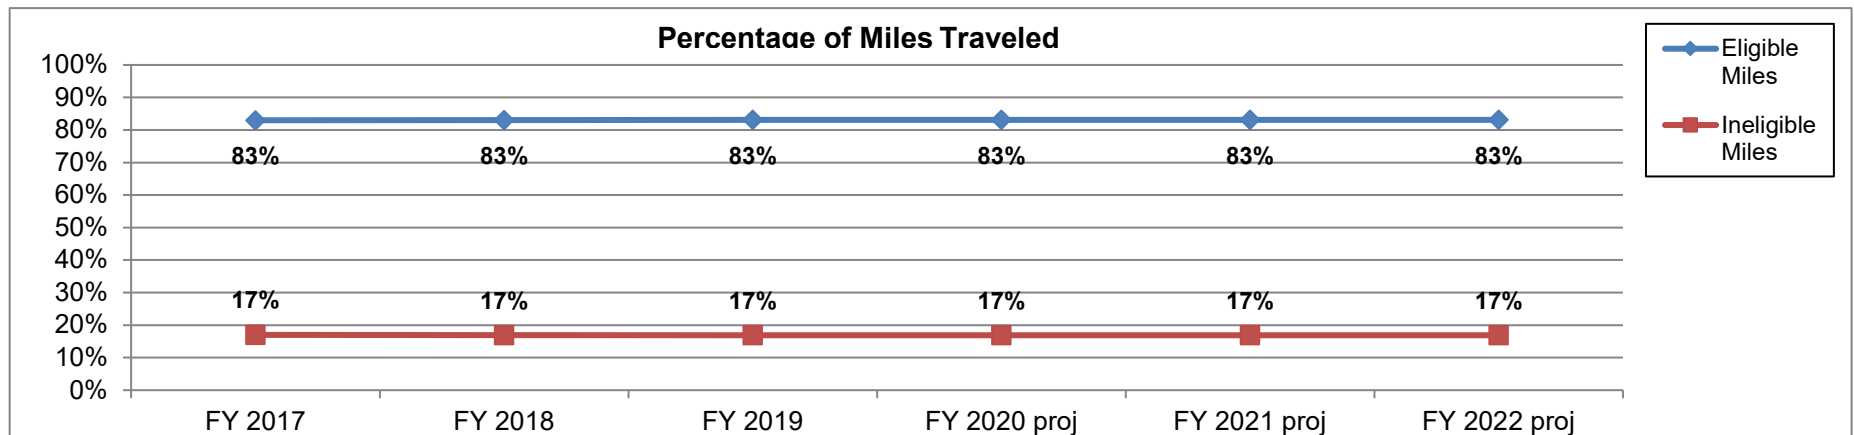 Percentage of Miles Traveled
Eligible
Miles
Ineligible
Miles
100%
90%
80%
70%
60%
50%
40%
30%
20%
10%
0%
83% 83% 83% 83% 83% 83%
17% 17% 17% 17% 17% 17%
FY 2017 FY 2018 FY 2019 FY 2020 proj FY 2021 proj FY 2022 proj